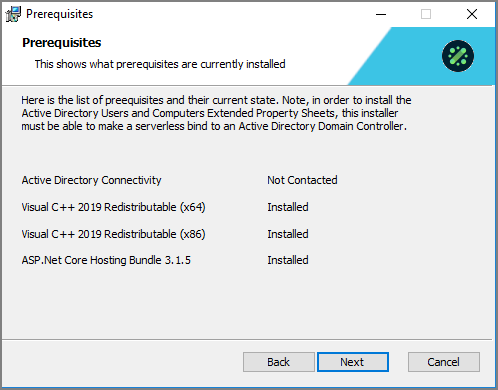 Prerequisites
Prerequisites
This shows what prerequisites are currently installed
Here is the list of preequisites and their current state. Note, in order to install the
Active Directory Users and Computers Extended Property Sheets, this installer
must be able to make a serverless bind to an Active Directory Domain Controller.
Active Directory Connectivity Not Contacted
Visual C++ 2019 Redistributable (x64) Installed
Visual C++ 2019 Redistributable (x86) Installed
ASP.Net Core Hosting Bundle 3.1.5 Installed
Back Next Cancel